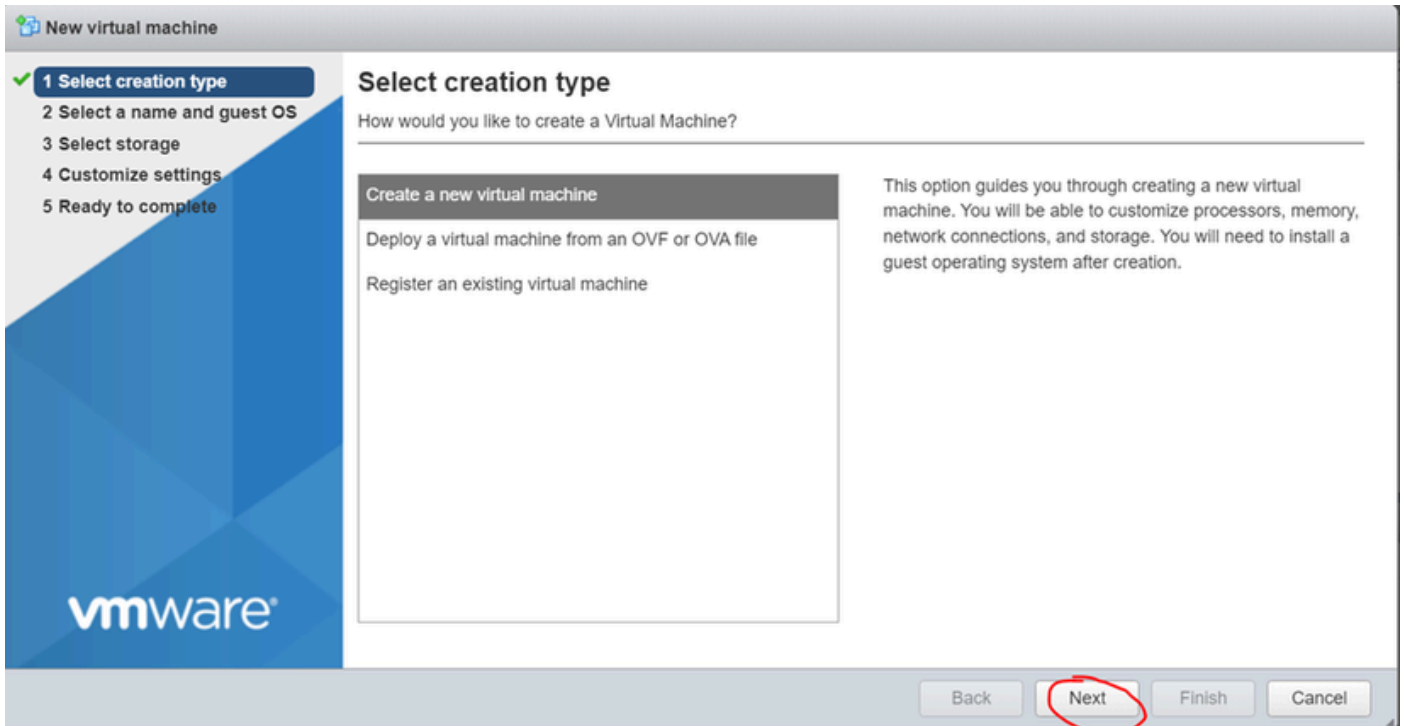 New virtual machine
1 Select creation type
2 Select a name and guest OS
3 Select storage
4 Customize settings
5 Ready to complete
vmware®
Select creation type
How would you like to create a Virtual Machine?
Create a new virtual machine
Deploy a virtual machine from an OVF or OVA file
Register an existing virtual machine
This option guides you through creating a new virtual
machine. You will be able to customize processors, memory,
network connections, and storage. You will need to install a
guest operating system after creation.
Back Next Finish Cancel